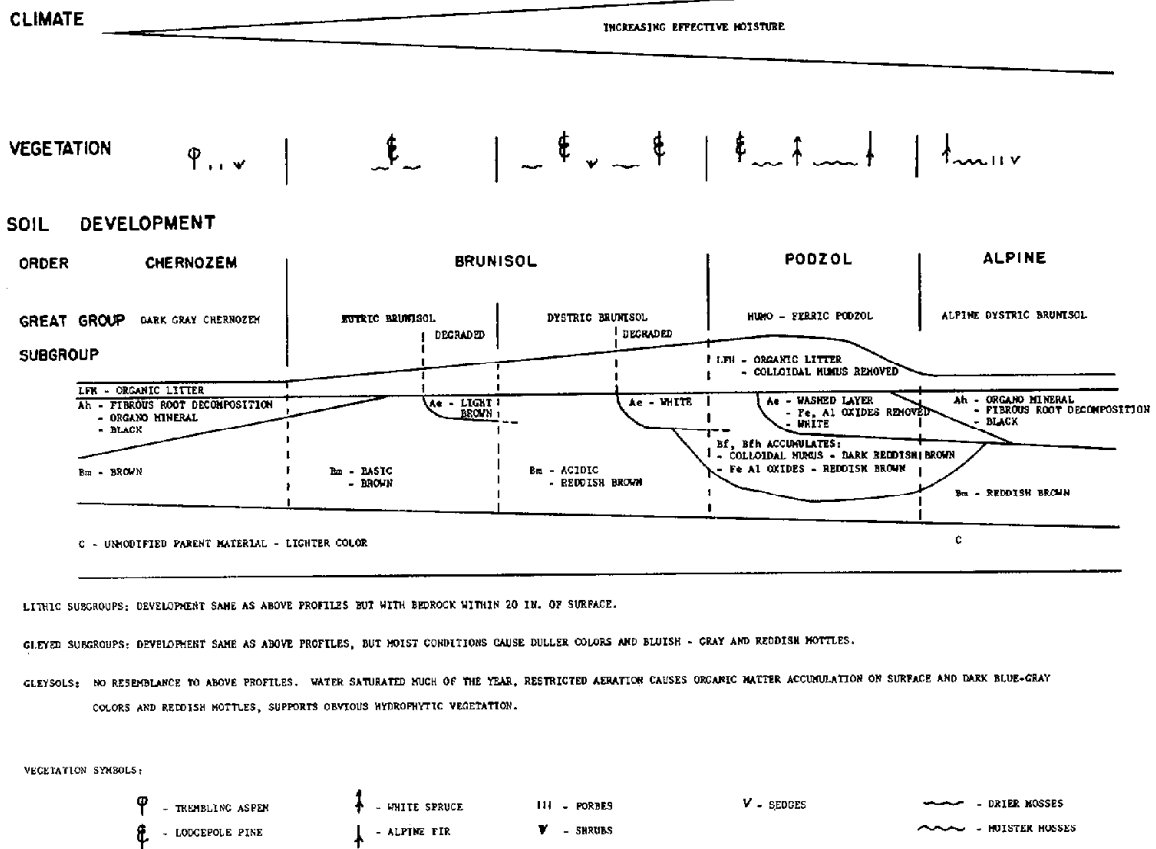 CLIMATE
INCREASING EFFECTIVE MOISTURE
VEGETATION
SOIL DEVELOPMENT
ORDER CHERNOZEM BRUNISOL PODZOL ALPINE
GREAT GROUP DARK GRAY CHERNOZEM EUTRIC BRUNISOL DYSTRIC BRUNISOL HUMO - FERRIC PODZOL ALPINE DYSTRIC BRUNISOL
DEGRADED DEGRADED
SUBGROUP
LFH - ORGANIC LITTER
- COLLOIDAL HUMUS REMOVED
LFH - ORGANIC LITTER
Ah - FIBROUS ROOT DECOMPOSITION
- ORGANO MINERAL
- BLACK
Ae - LIGHT
BROWN
Ae - WHITE
Ae - WASHED LAYER
- Fe, Al OXIDES REMOVED
- WHITE
Ah - ORGANO MINERAL
- FIBROUS ROOT DECOMPOSITION
- BLACK
Bf, Bfh ACCUMULATES:
- COLLOIDAL HUMUS - DARK REDDISH BROWN
- Fe Al OXIDES - REDDISH BROWN
Bm - BROWN
Bm - BASIC
- BROWN
Bm - ACIDIC
- REDDISH BROWN
Bm - REDDISH BROWN
C - UNMODIFIED PARENT MATERIAL - LIGHTER COLOR
C
LITHIC SUBGROUPS: DEVELOPMENT SAME AS ABOVE PROFILES BUT WITH BEDROCK WITHIN 20 IN. OF SURFACE.
GLEYED SUBGROUPS: DEVELOPMENT SAME AS ABOVE PROFILES, BUT MOIST CONDITIONS CAUSE DULLER COLORS AND BLUISH - GRAY AND REDDISH MOTTLES.
GLEYSOLS: NO RESEMBLANCE TO ABOVE PROFILES. WATER SATURATED MUCH OF THE YEAR, RESTRICTED AERATION CAUSES ORGANIC MATTER ACCUMULATION ON SURFACE AND DARK BLUE-GRAY
COLORS AND REDDISH MOTTLES, SUPPORTS OBVIOUS HYDROPHYTIC VEGETATION.
VEGETATION SYMBOLS:
- TREMBLING ASPEN - WHITE SPRUCE - FORBES - SEDGES - DRIER MOSSES
- LODGEPOLE PINE - ALPINE FIR - SHRUBS - MOISTER MOSSES